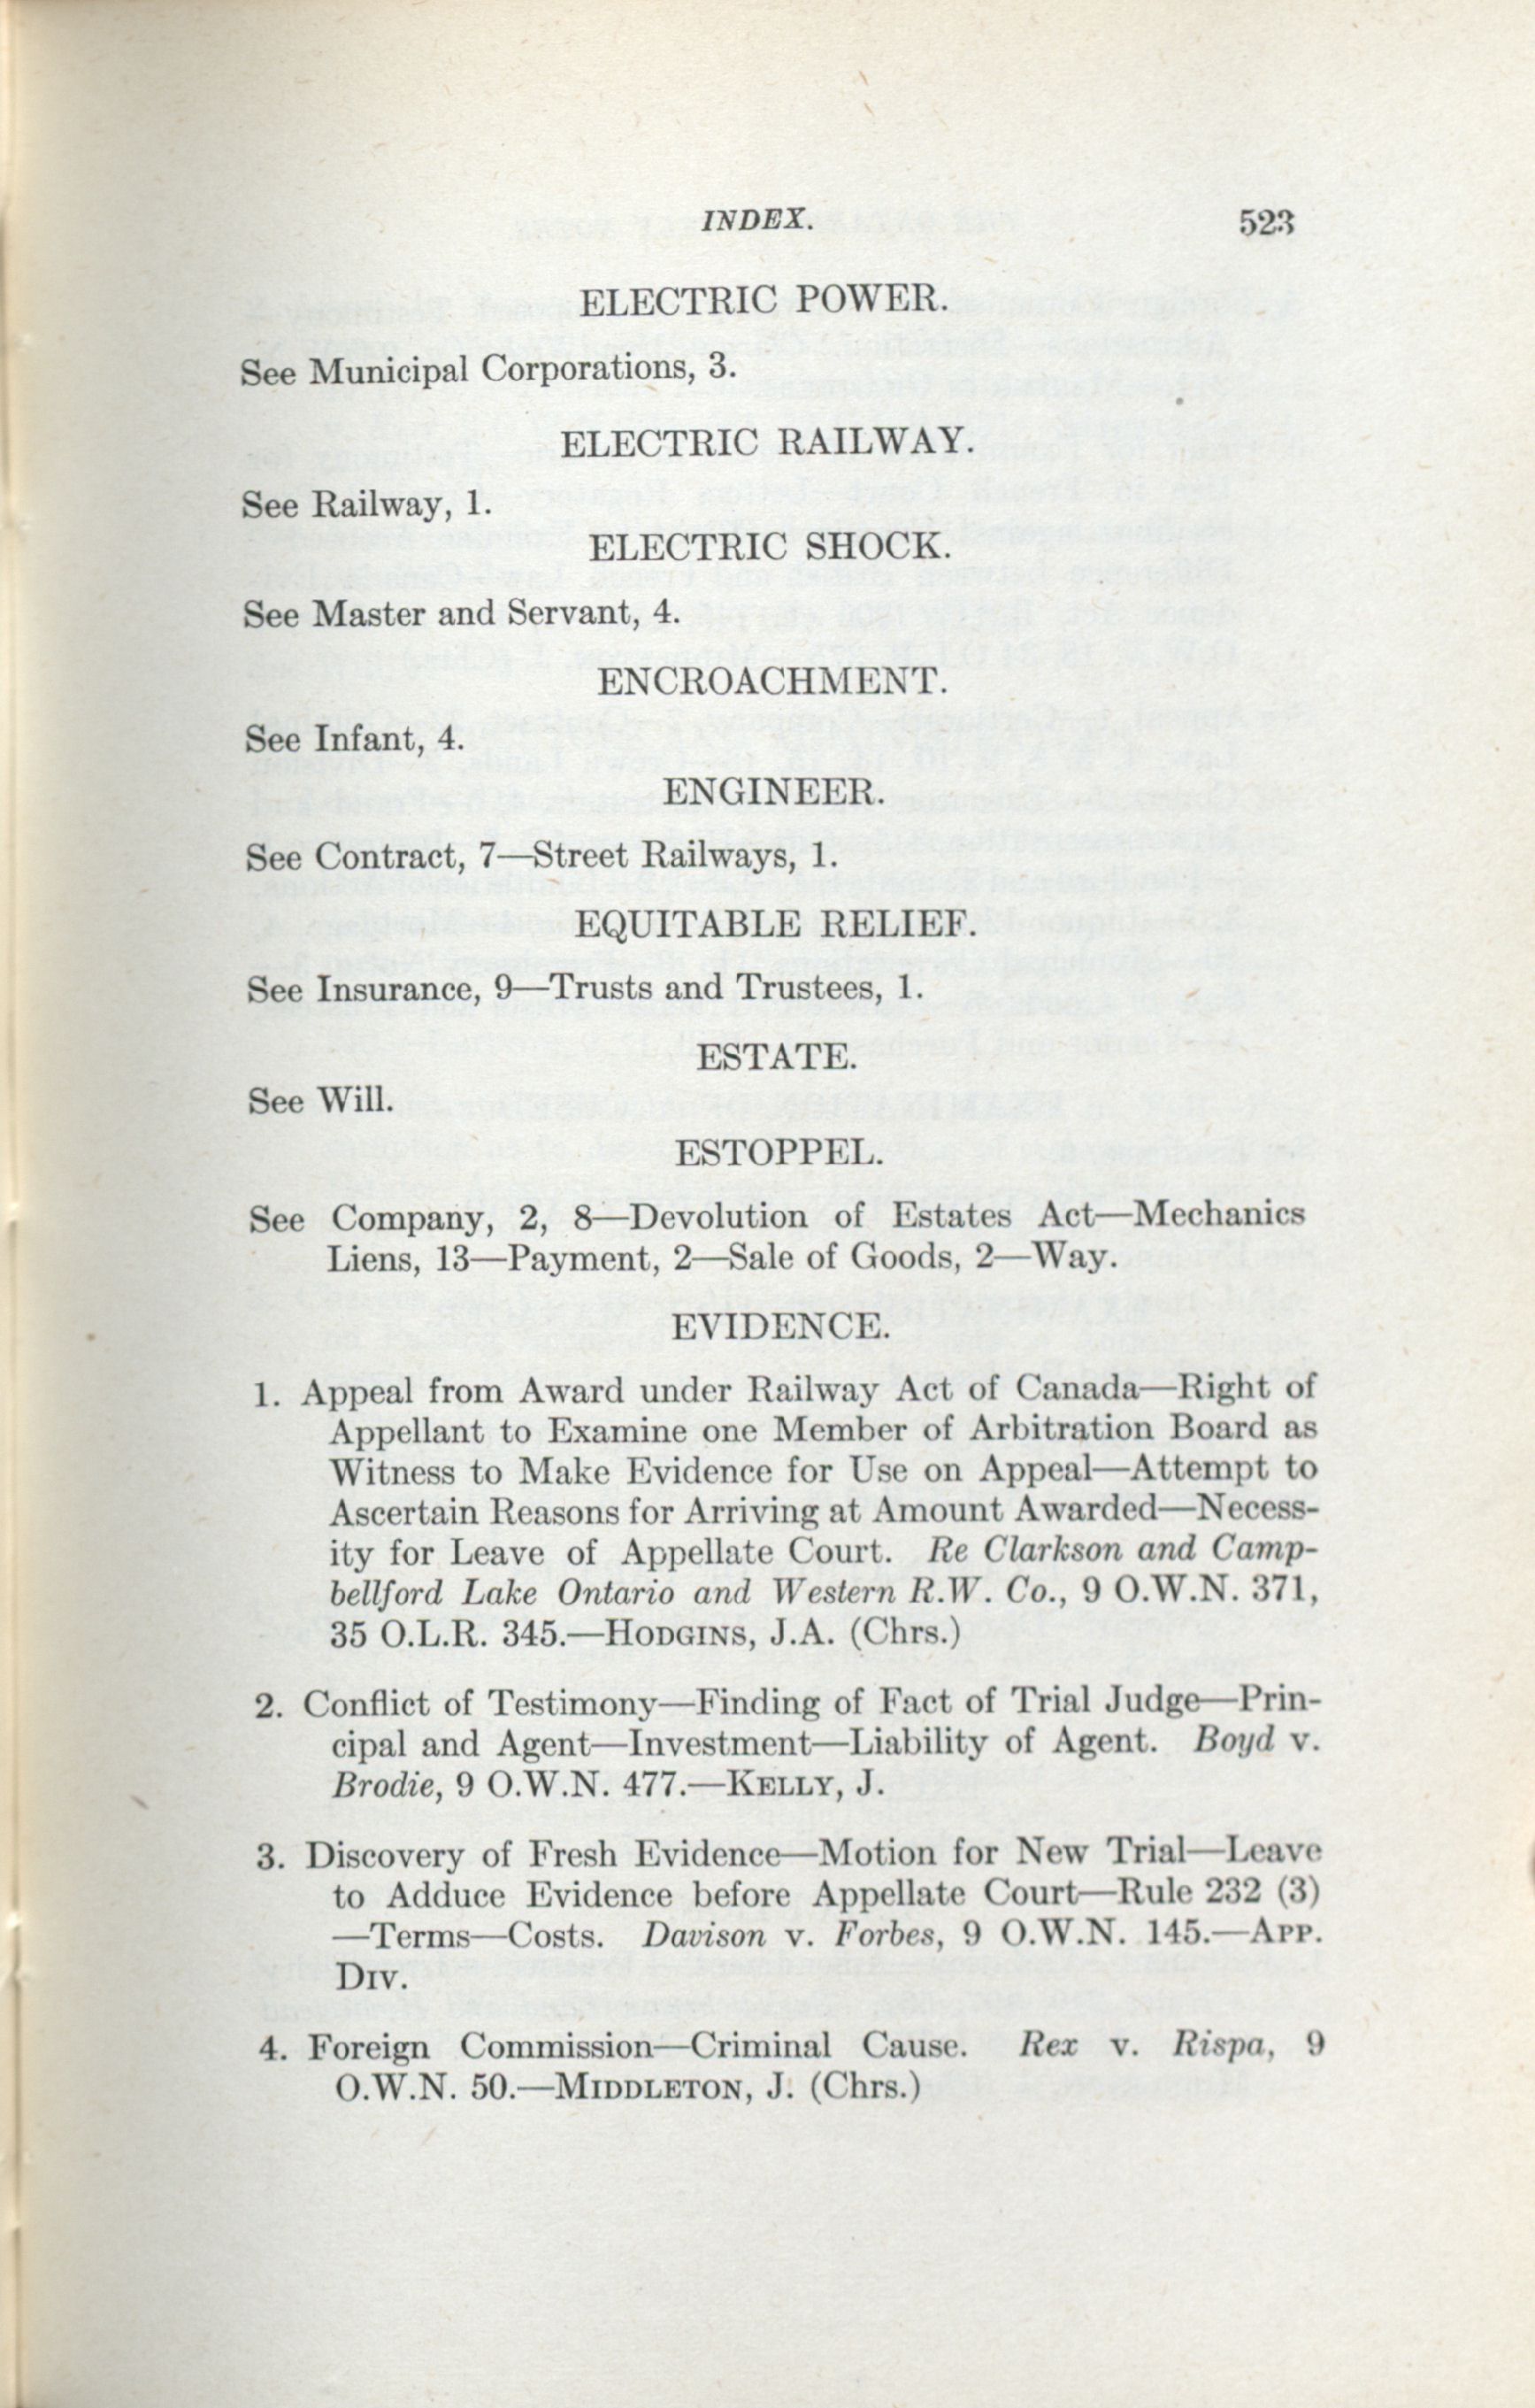 INDEX. 523
ELECTRIC POWER.
See Municipal Corporations, 3.
ELECTRIC RAILWAY.
See Railway, 1.
ELECTRIC SHOCK.
See Master and Servant, 4.
ENCROACHMENT.
See Infant, 4.
ENGINEER.
See Contract, 7—Street Railways, 1.
EQUITABLE RELIEF.
See Insurance, 9—Trusts and Trustees, 1.
ESTATE.
See Will.
ESTOPPEL.
See Company, 2, 8—Devolution of Estates Act—Mechanics
Liens, 13—Payment, 2—Sale of Goods, 2—Way.
EVIDENCE.
1. Appeal from Award under Railway Act of Canada—Right of
Appellant to Examine one Member of Arbitration Board as
Witness to Make Evidence for Use on Appeal—Attempt to
Ascertain Reasons for Arriving at Amount Awarded—Necess-
ity for Leave of Appellate Court. Re Clarkson and Camp-
bellford Lake Ontario and Western R.W. Co., 9 O.W.N. 371,
35 O.L.R. 345.—HODGINS, J.A. (Chrs.)
2. Conflict of Testimony—Finding of Fact of Trial Judge—Prin-
cipal and Agent—Investment—Liability of Agent. Boyd v.
Brodie, 9 O.W.N. 477.—KELLY, J.
3. Discovery of Fresh Evidence—Motion for New Trial—Leave
to Adduce Evidence before Appellate Court—Rule 232 (3)
—Terms—Costs. Davison v. Forbes, 9 O.W.N. 145.—APP.
DIV.
4. Foreign Commission—Criminal Cause. Rex v. Rispa, 9
O.W.N. 50.—MIDDLETON, J. (Chrs.)